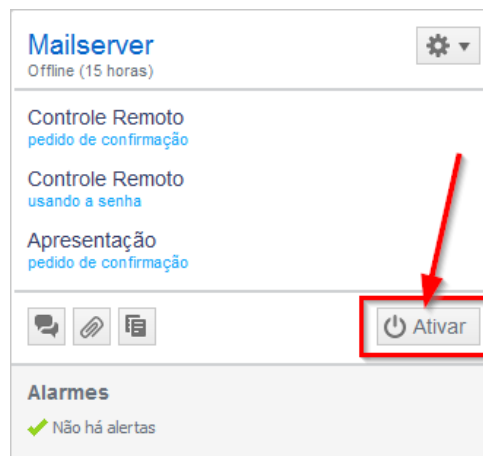 Mailserver
Offline (15 horas)
Controle Remoto
pedido de confirmação
Controle Remoto
usando a senha
Apresentação
pedido de confirmação
Ativar
Alarmes
Não há alertas